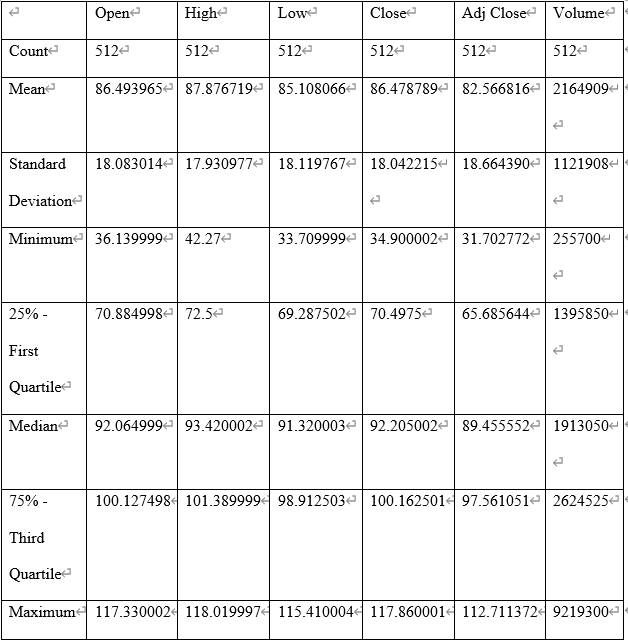 Open High Low Close Adj Close Volume
Count 512 512 512 512 512 512
Mean 86.493965 87.876719 85.108066 86.478789 82.566816 2164909
Standard 18.083014 17.930977 18.119767 18.042215 18.664390 1121908
Deviation
Minimum 36.139999 42.27 33.709999 34.900002 31.702772 255700
25% - 70.884998 72.5 69.287502 70.4975 65.685644 1395850
First
Quartile
Median 92.064999 93.420002 91.320003 92.205002 89.455552 1913050
75% - 100.127498 101.389999 98.912503 100.162501 97.561051 2624525
Third
Quartile
Maximum 117.330002 118.019997 115.410004 117.860001 112.711372 9219300